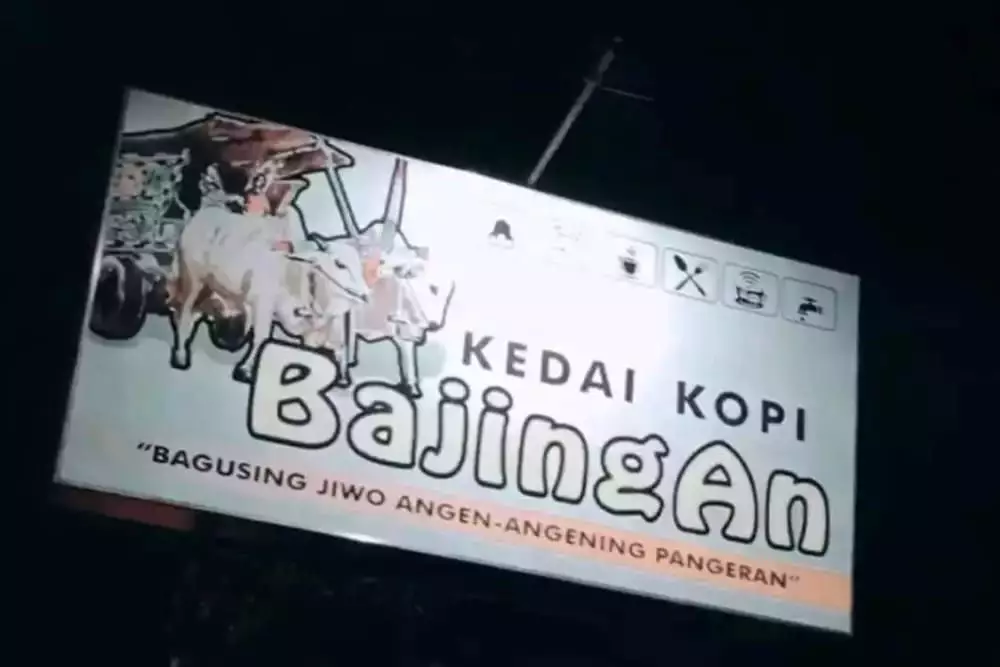 KEDAI KOPI
BajingAn
"BAGUSING JIWO ANGEN-ANGENING PANGERAN"